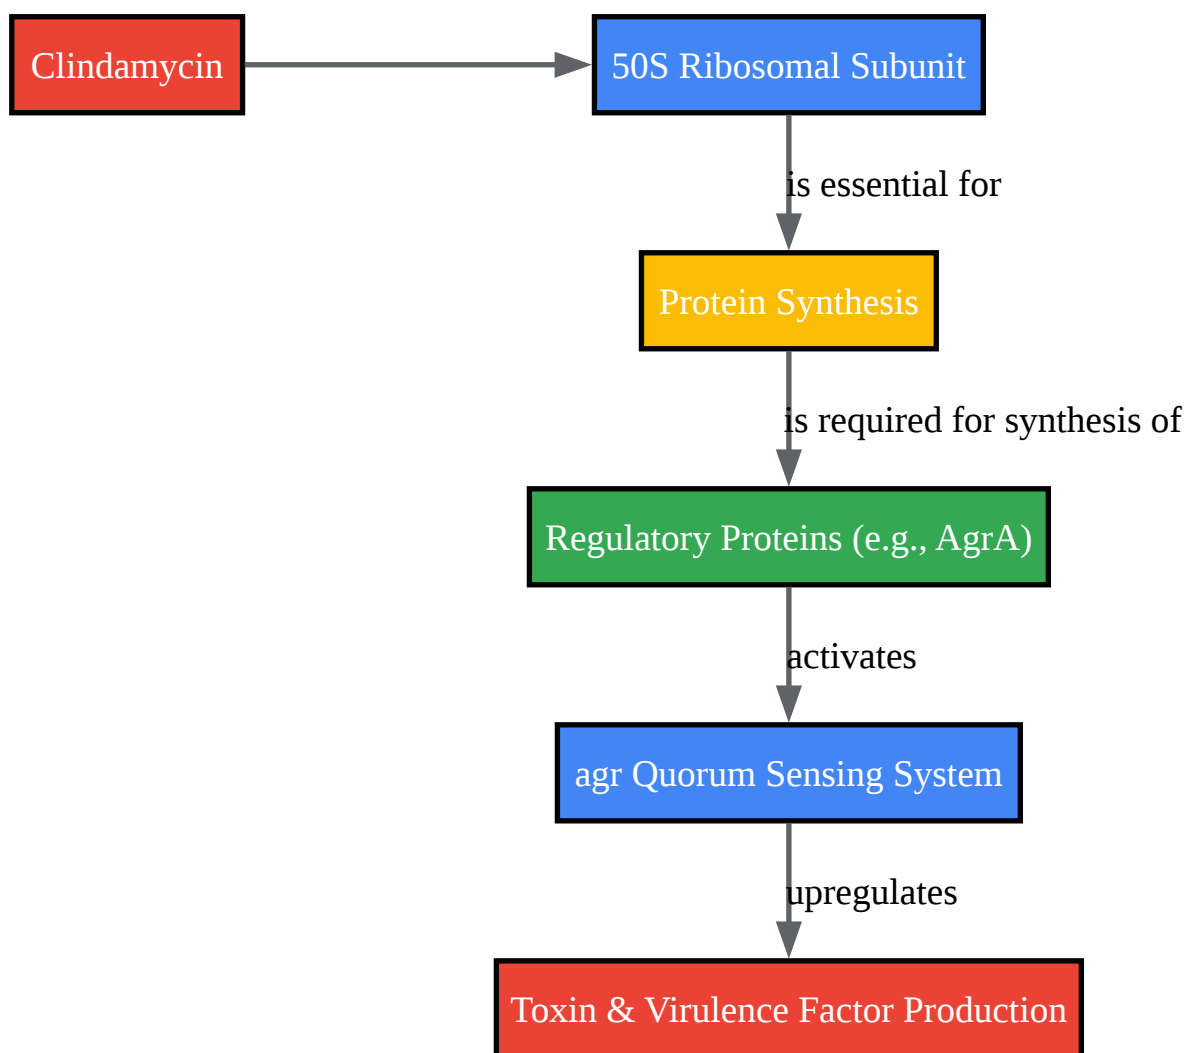 Clindamycin
50S Ribosomal Subunit
is essential for
Protein Synthesis
is required for synthesis of
Regulatory Proteins (e.g., AgrA)
activates
agr Quorum Sensing System
upregulates
Toxin & Virulence Factor Production